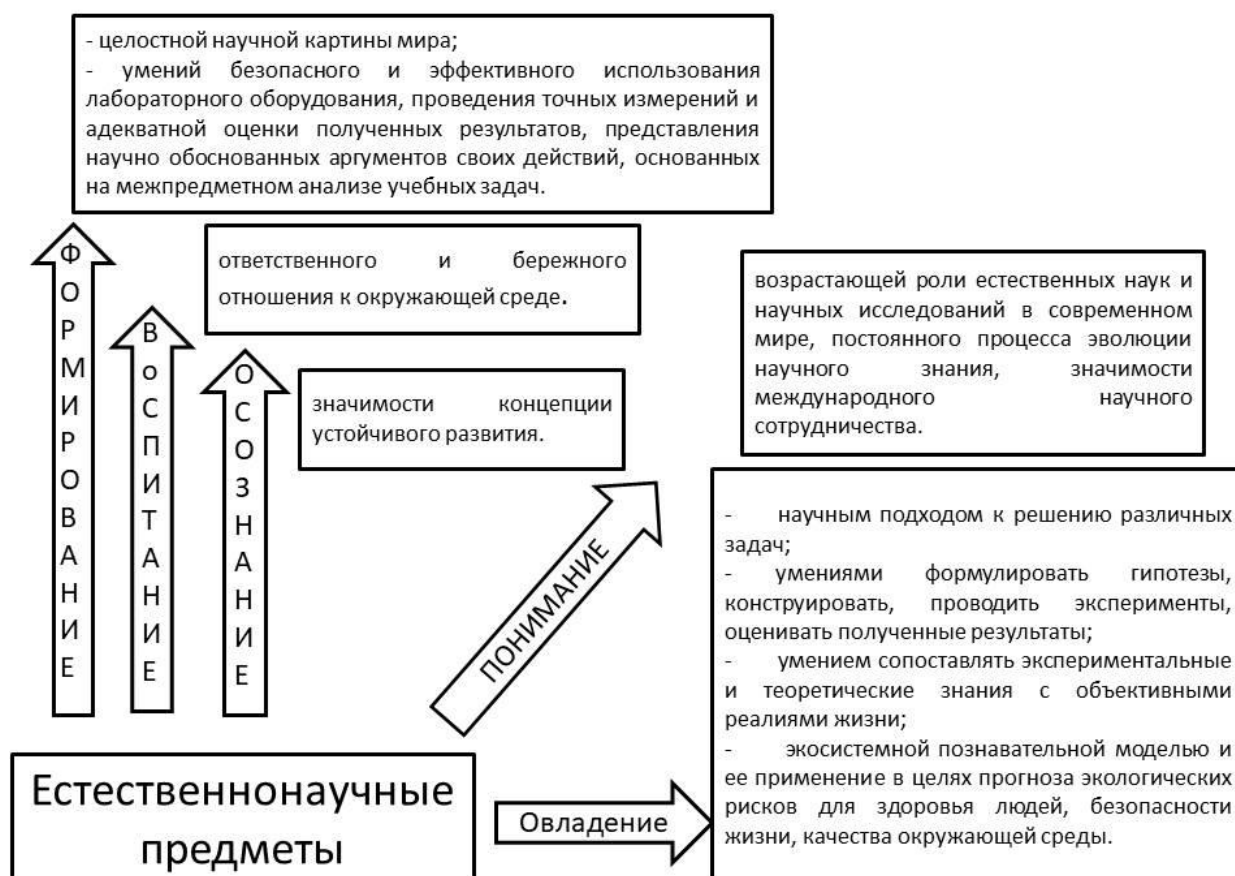 - целостной научной картины мира;
- умений безопасного и эффективного использования
лабораторного оборудования, проведения точных измерений и
адекватной оценки полученных результатов, представления
научно обоснованных аргументов своих действий, основанных
на межпредметном анализе учебных задач.
ФОРМИРОВАНИЕ
ответственного и бережного
отношения к окружающей среде.
ВоСПИТАНИЕ
значимости концепции
устойчивого развития.
ОСОЗНАНИЕ
возрастающей роли естественных наук и
научных исследований в современном
мире, постоянного процесса эволюции
научного знания, значимости
международного научного
сотрудничества.
ПОНИМАНИЕ
- научным подходом к решению различных
задач;
- умениями формулировать гипотезы,
конструировать, проводить эксперименты,
оценивать полученные результаты;
- умением сопоставлять экспериментальные
и теоретические знания с объективными
реалиями жизни;
- экосистемной познавательной моделью и
ее применение в целях прогноза экологических
рисков для здоровья людей, безопасности
жизни, качества окружающей среды.
Овладение
Естественнонаучные
предметы